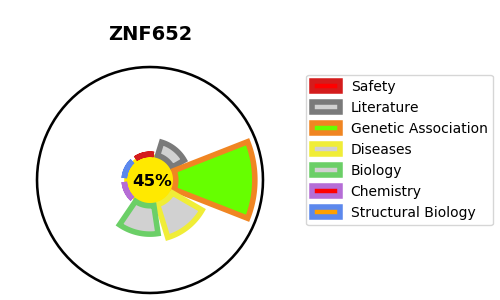 ZNF652
45%
Safety
Literature
Genetic Association
Diseases
Biology
Chemistry
Structural Biology